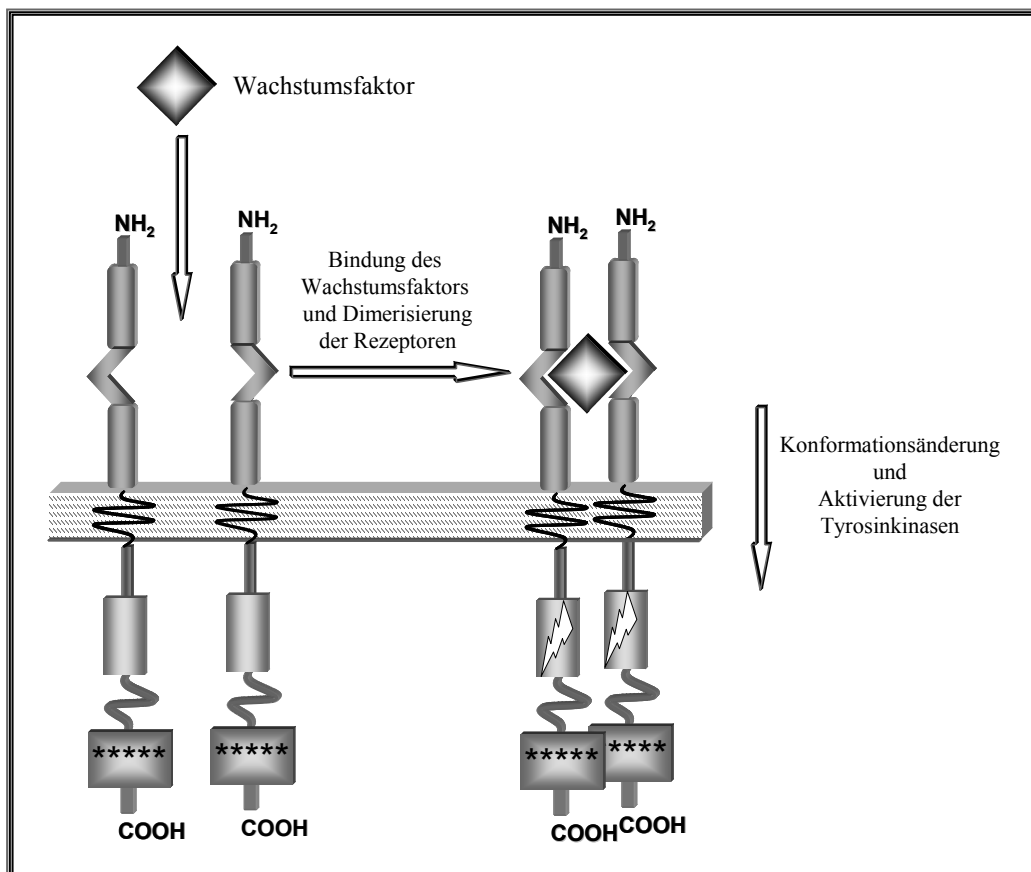 Wachstumsfaktor
NH2
NH2
NH2
NH2
Bindung des
Wachstumsfaktors
und Dimerisierung
der Rezeptoren
Konformationsänderung
und
Aktivierung der
Tyrosinkinasen
*****
*****
*****
****
COOH
COOH
COOH
COOH